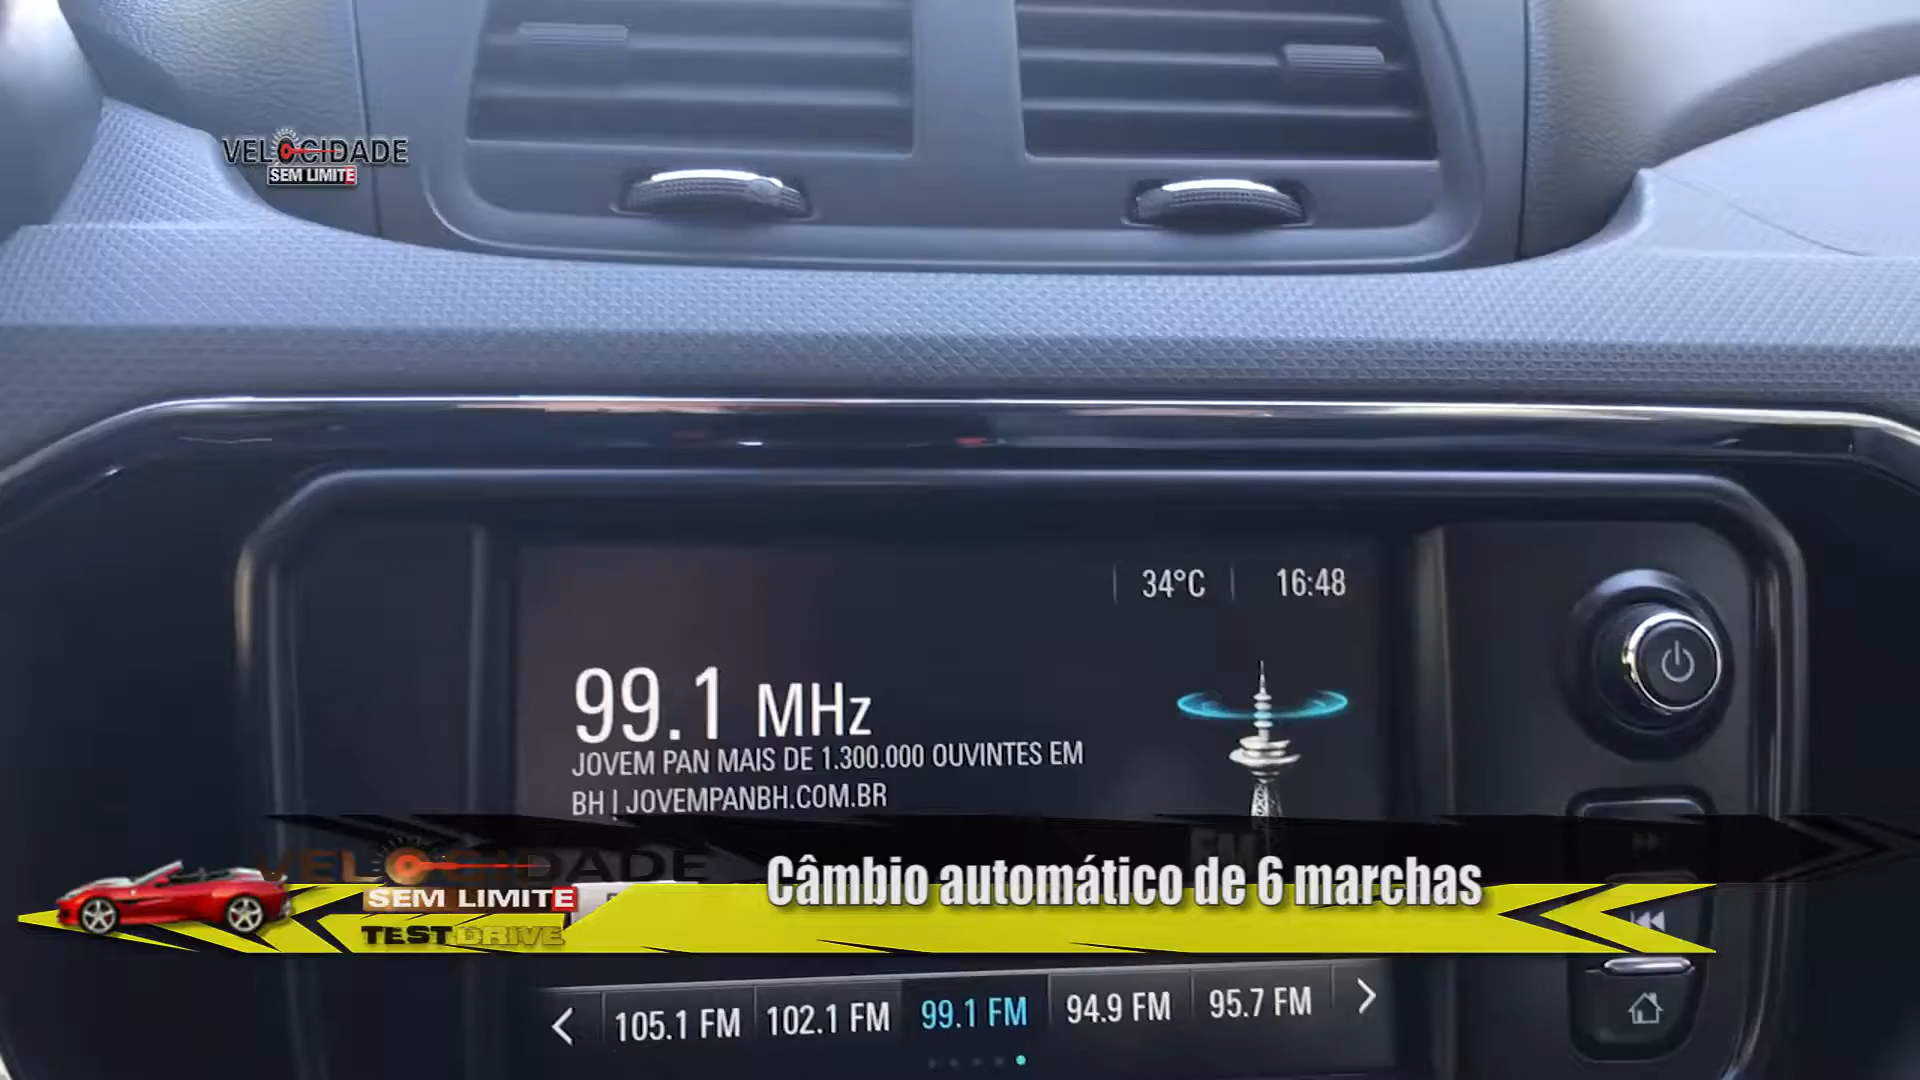 VELOCIDADE
SEM LIMITE
34°C
16:48
99.1 MHz
JOVEM PAN MAIS DE 1.300.000 OUVINTES EM
BH | JOVEMPANBH.COM.BR
FM
VELOCIDADE
SEM LIMITE
TEST DRIVE
Câmbio automático de 6 marchas
105.1 FM
102.1 FM
99.1 FM
94.9 FM
95.7 FM